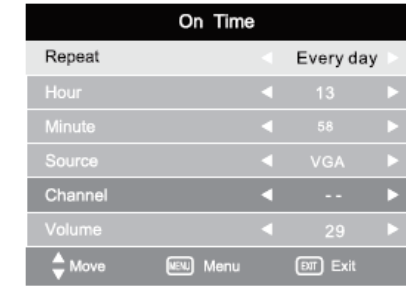 On Time
Repeat Every day
Hour 13
Minute 58
Source VGA
Channel - -
Volume 29
Move MENU Menu EXIT Exit